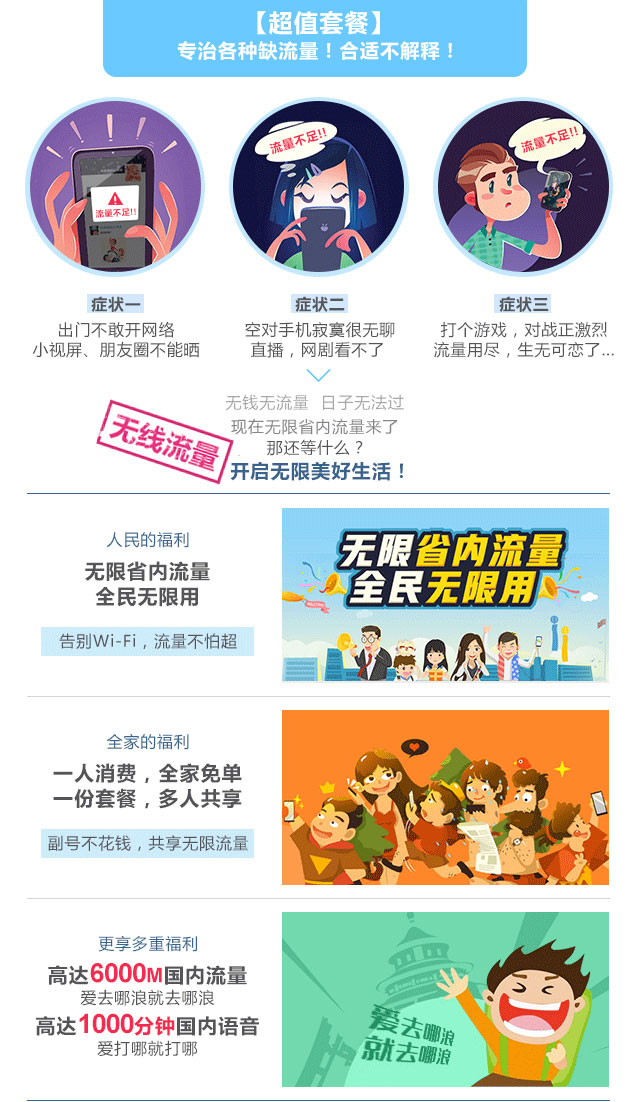 【超值套餐】
专治各种缺流量！合适不解释！
流量不足!!
流量不足!!
流量不足!!
症状一
出门不敢开网络
小视屏、朋友圈不能晒
症状二
空对手机寂寞很无聊
直播，网剧看不了
症状三
打个游戏，对战正激烈
流量用尽，生无可恋了...
无钱无流量 日子无法过
现在无限省内流量来了
那还等什么？
开启无限美好生活！
无线流量
人民的福利
无限省内流量
全民无限用
告别Wi-Fi，流量不怕超
无限省内流量
全民无限用
全家的福利
一人消费，全家免单
一份套餐，多人共享
副号不花钱，共享无限流量
更享多重福利
高达6000M国内流量
爱去哪浪就去哪浪
高达1000分钟国内语音
爱打哪就打哪
爱去哪浪
就去哪浪